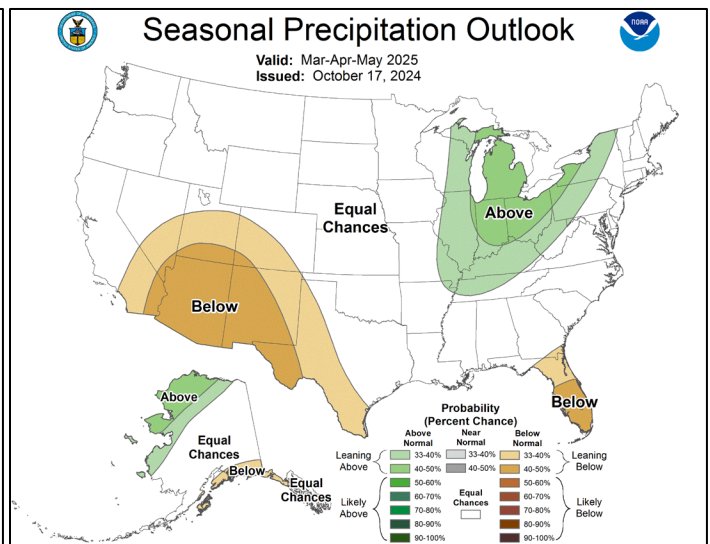 Seasonal Precipitation Outlook
NOAA
Valid: Mar-Apr-May 2025
Issued: October 17, 2024
Equal
Chances
Above
Below
Below
Above
Equal
Chances
Below
Equal
Chances
Probability
(Percent Chance)
Above
Normal
Near
Normal
Below
Normal
Leaning
Above
33-40%
40-50%
33-40%
40-50%
33-40%
40-50%
Leaning
Below
Likely
Above
50-60%
60-70%
70-80%
80-90%
90-100%
Equal
Chances
50-60%
60-70%
70-80%
80-90%
90-100%
Likely
Below